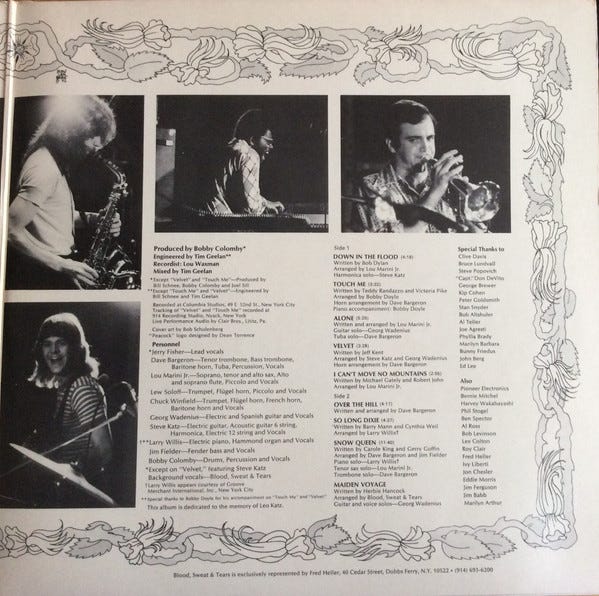 Produced by Bobby Colomby*
Engineered by Tim Geelan**
Recordist: Lou Waxman
Mixed by Tim Geelan
*Except "Velvet" and "Touch Me"—Produced by
Bill Schnee, Bobby Colomby and Joel Sill
**Except "Touch Me" and "Velvet"—Engineered by
Bill Schnee and Tim Geelan
Recorded at Columbia Studios, 49 E. 52nd St., New York City
Tracking of "Velvet" and "Touch Me" recorded at
914 Recording Studio, Nyack, New York
Live Performance Audio by Clair Bros., Lititz, Pa.
Cover art by Bob Schulenberg
"Peacock" logo designed by Dean Torrence
Personnel
*Jerry Fisher—Lead vocals
Dave Bargeron—Tenor trombone, Bass trombone,
Baritone horn, Tuba, Percussion, Vocals
Lou Marini Jr.—Soprano, tenor and alto sax, Alto
and soprano flute, Piccolo and Vocals
Lew Soloff—Trumpet, Flügel horn, Piccolo and Vocals
Chuck Winfield—Trumpet, Flügel horn, French horn,
Baritone horn and Vocals
Georg Wadenius—Electric and Spanish guitar and Vocals
Steve Katz—Electric guitar, Acoustic guitar 6 string,
Harmonica, Electric 12 string and Vocals
†**Larry Willis—Electric piano, Hammond organ and Vocals
Jim Fielder—Fender bass and Vocals
Bobby Colomby—Drums, Percussion and Vocals
*Except on "Velvet," featuring Steve Katz
Background vocals—Blood, Sweat & Tears
†Larry Willis appears courtesy of Groove
Merchant International, Inc., New York City
**Special thanks to Bobby Doyle for his accompaniment on "Touch Me" and "Velvet"
This album is dedicated to the memory of Leo Katz.
Side 1
DOWN IN THE FLOOD (4:18)
Written by Bob Dylan
Arranged by Lou Marini Jr.
Harmonica solo—Steve Katz
TOUCH ME (3:32)
Written by Teddy Randazzo and Victoria Pike
Arranged by Bobby Doyle
Horn arrangement by Dave Bargeron
Piano accompaniment: Bobby Doyle
ALONE
Written and arranged by Lou Marini Jr.
Guitar solo—Georg Wadenius
Tuba solo—Dave Bargeron
VELVET
Written by Jeff Kent
Arranged by Steve Katz and Georg Wadenius
Horn arrangement by Dave Bargeron
I CAN'T MOVE NO MOUNTAINS
Written by Michael Gately and Robert John
Arranged by Lou Marini Jr.
Side 2
OVER THE HILL
Written and arranged by Dave Bargeron
SO LONG DIXIE
Written by Barry Mann and Cynthia Weil
Arranged by Larry Willis†
SNOW QUEEN (11:40)
Written by Carole King and Gerry Goffin
Arranged by Dave Bargeron and Jim Fielder
Piano solo—Larry Willis†
Tenor sax solo—Lou Marini Jr.
Trombone solo—Dave Bargeron
MAIDEN VOYAGE
Written by Herbie Hancock
Arranged by Blood, Sweat & Tears
Guitar and voice solos—Georg Wadenius
Special Thanks to
Clive Davis
Bruce Lundvall
Steve Popovich
"Capt." Don DeVito
George Brewer
Kip Cohen
Peter Goldsmith
Stan Snyder
Bob Altshuler
Al Teller
Joe Agresti
Phyllis Brady
Marilyn Barbara
Bunny Freidus
John Berg
Ed Lee
Also
Pioneer Electronics
Bernie Mitchel
Harvey Wakabayoshi
Phil Stogel
Ben Spector
Al Ross
Bob Levinson
Lee Colton
Roy Clair
Fred Heller
Ivy Liberti
Jon Chesler
Eddie Morris
Jim Ferguson
Jim Babb
Marilyn Arthur
Blood, Sweat & Tears is exclusively represented by Fred Heller, 40 Cedar Street, Dobbs Ferry, N.Y. 10522 • (914) 693-6200